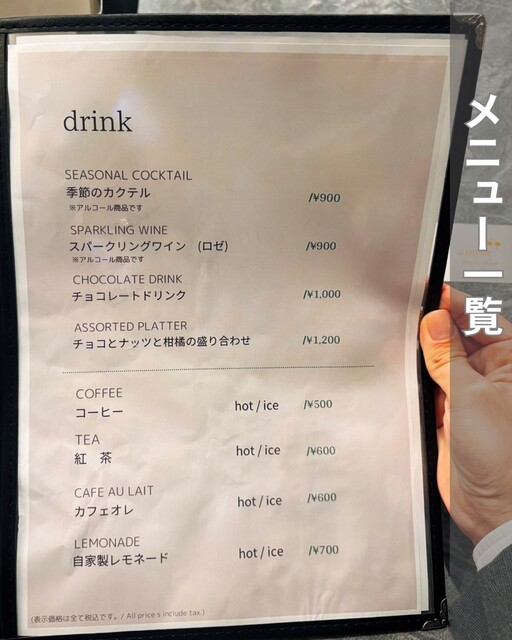 drink
SEASONAL COCKTAIL
季節のカクテル /¥900
※アルコール商品です
SPARKLING WINE
スパークリングワイン (ロゼ) /¥900
※アルコール商品です
CHOCOLATE DRINK
チョコレートドリンク /¥1,000
ASSORTED PLATTER
チョコとナッツと柑橘の盛り合わせ /¥1,200
COFFEE
コーヒー hot / ice /¥500
TEA
紅 茶 hot / ice /¥600
CAFE AU LAIT
カフェオレ hot / ice /¥600
LEMONADE
自家製レモネード hot / ice /¥700
(表示価格は全て税込です。/ All price s include tax.)
メニュー一覧